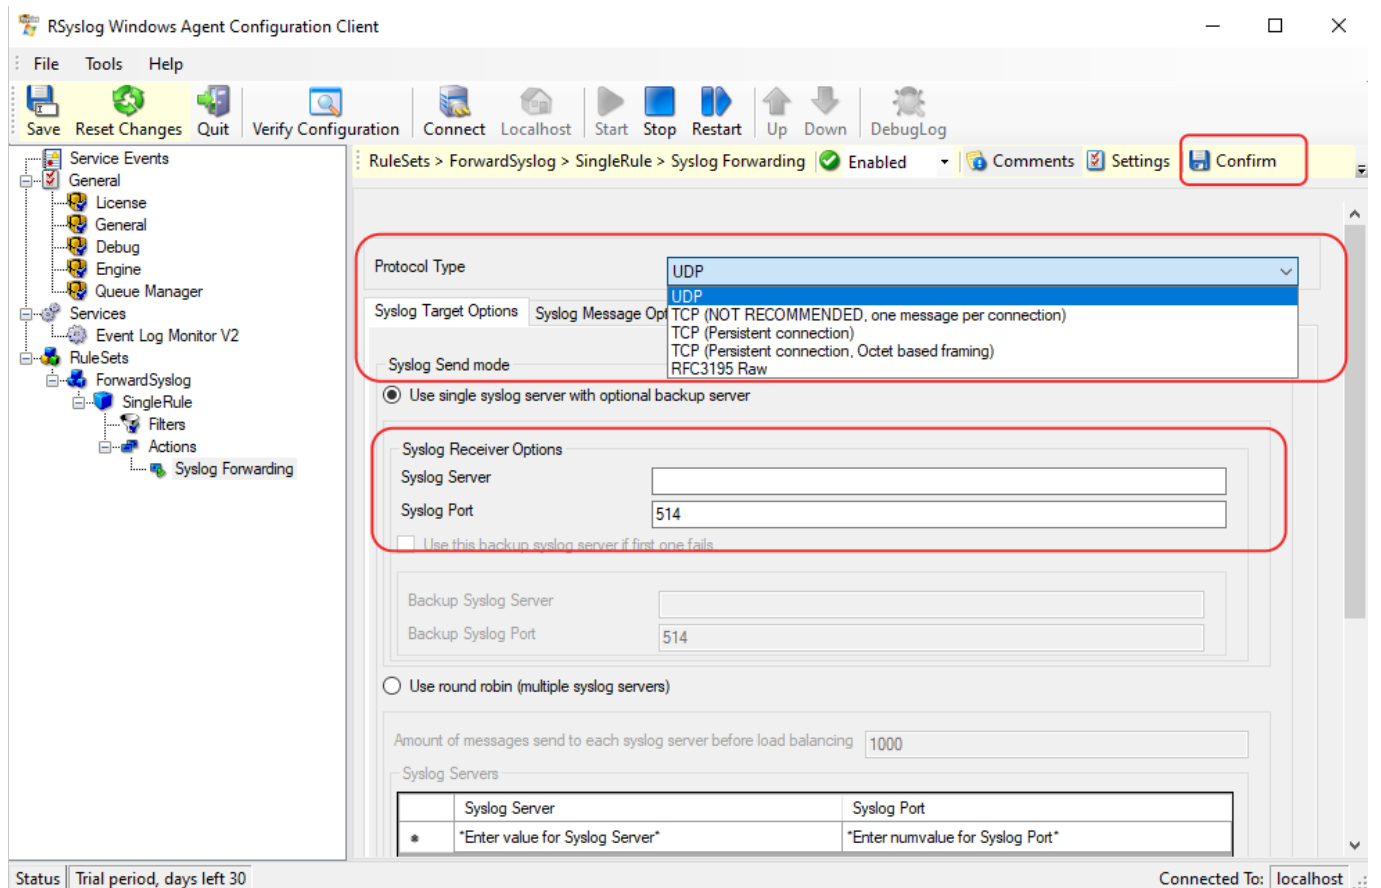 RSyslog Windows Agent Configuration Client
File Tools Help
Save Reset Changes Quit Verify Configuration Connect Localhost Start Stop Restart Up Down DebugLog
Service Events
General
License
General
Debug
Engine
Queue Manager
Services
Event Log Monitor V2
RuleSets
ForwardSyslog
SingleRule
Filters
Actions
Syslog Forwarding
RuleSets > ForwardSyslog > SingleRule > Syslog Forwarding Enabled Comments Settings Confirm
Protocol Type UDP
UDP
TCP (NOT RECOMMENDED, one message per connection)
TCP (Persistent connection)
TCP (Persistent connection, Octet based framing)
RFC3195 Raw
Syslog Target Options Syslog Message Opt
Syslog Send mode
Use single syslog server with optional backup server
Syslog Receiver Options
Syslog Server
Syslog Port 514
Use this backup syslog server if first one fails.
Backup Syslog Server
Backup Syslog Port 514
Use round robin (multiple syslog servers)
Amount of messages send to each syslog server before load balancing 1000
Syslog Servers
Syslog Server Syslog Port
* *Enter value for Syslog Server* *Enter numvalue for Syslog Port*
Status Trial period, days left 30 Connected To: localhost